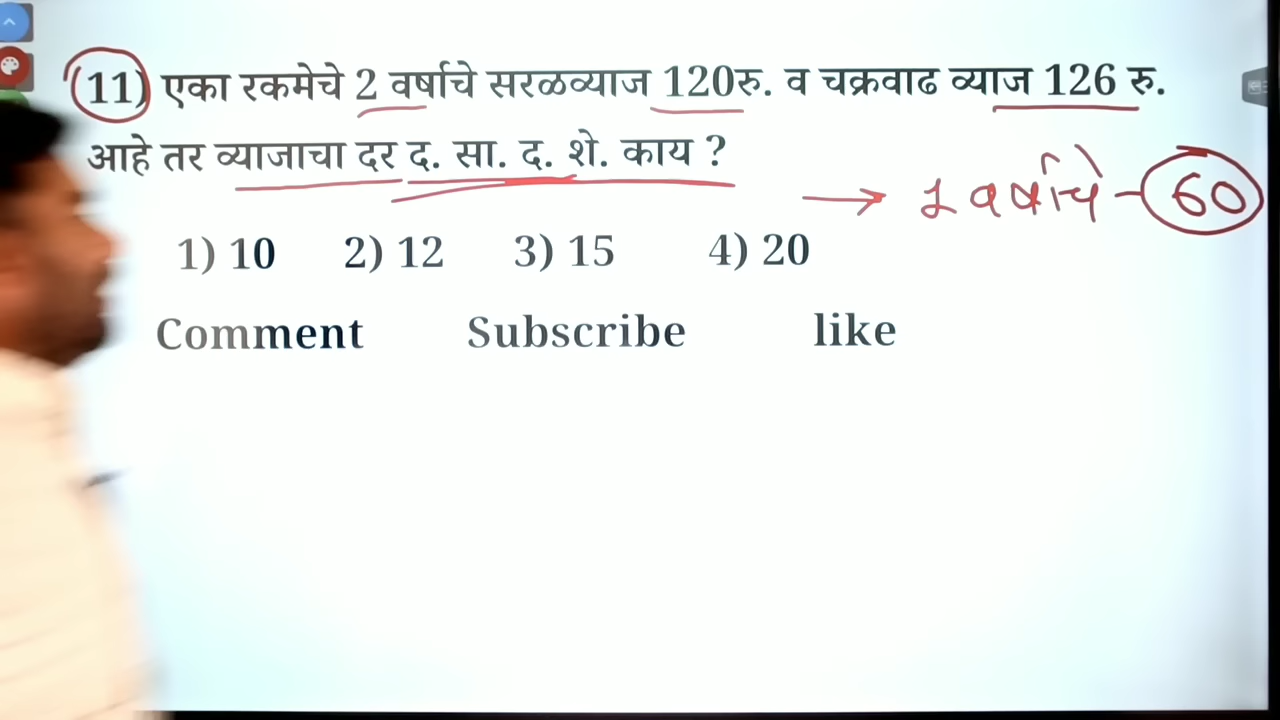 11) एका रकमेचे 2 वर्षाचे सरळव्याज 120रु. व चक्रवाढ व्याज 126 रु.
आहे तर व्याजाचा दर द. सा. द. शे. काय ?
→ 1 वर्षाचे - 60
1) 10 2) 12 3) 15 4) 20
Comment Subscribe like